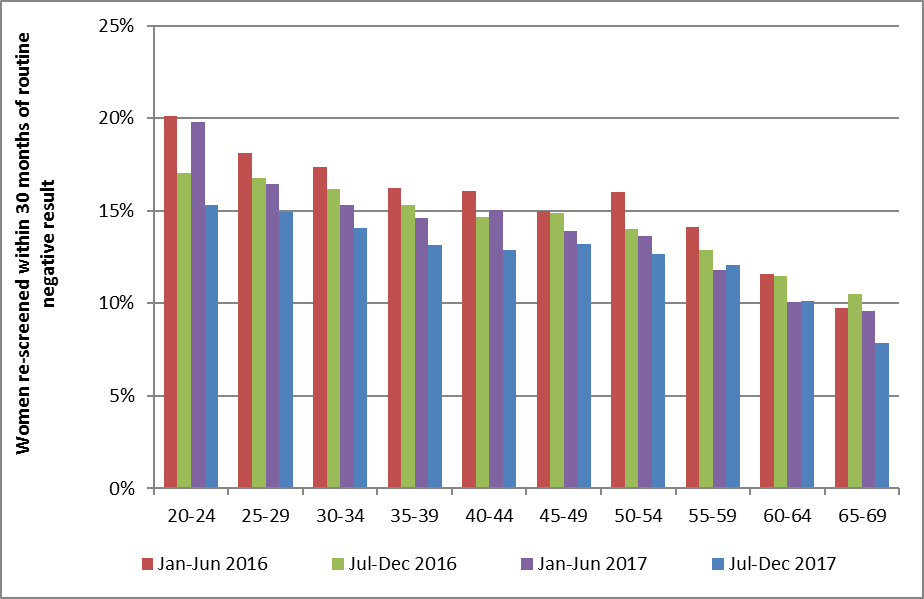 Women re-screened within 30 months of routine
negative result
25%
20%
15%
10%
5%
0%
20-24 25-29 30-34 35-39 40-44 45-49 50-54 55-59 60-64 65-69
Jan-Jun 2016 Jul-Dec 2016 Jan-Jun 2017 Jul-Dec 2017